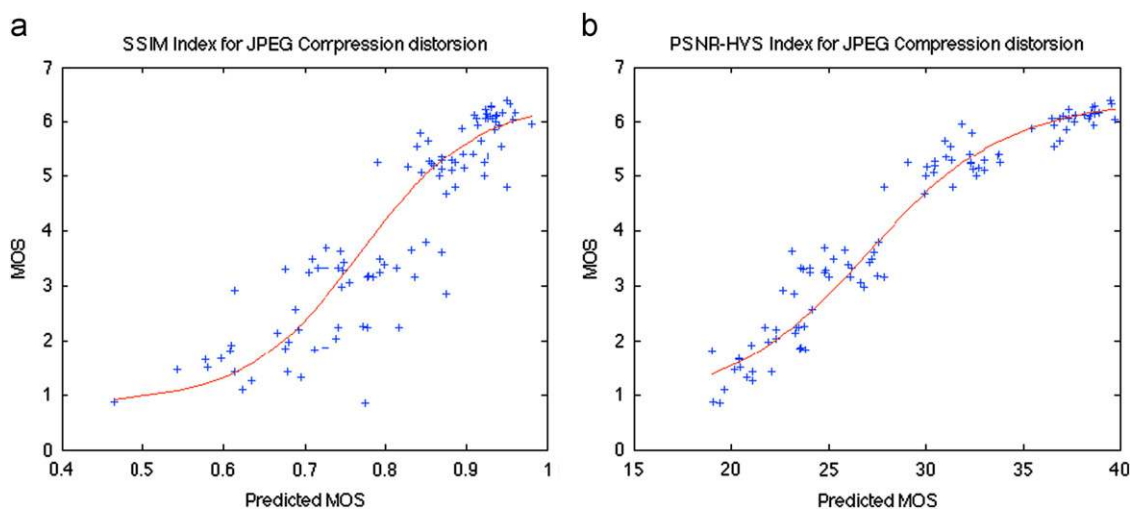 a
SSIM Index for JPEG Compression distorsion
7
6
5
4
3
2
1
0
MOS
0.4 0.5 0.6 0.7 0.8 0.9 1
Predicted MOS
b
PSNR-HVS Index for JPEG Compression distorsion
7
6
5
4
3
2
1
0
MOS
15 20 25 30 35 40
Predicted MOS